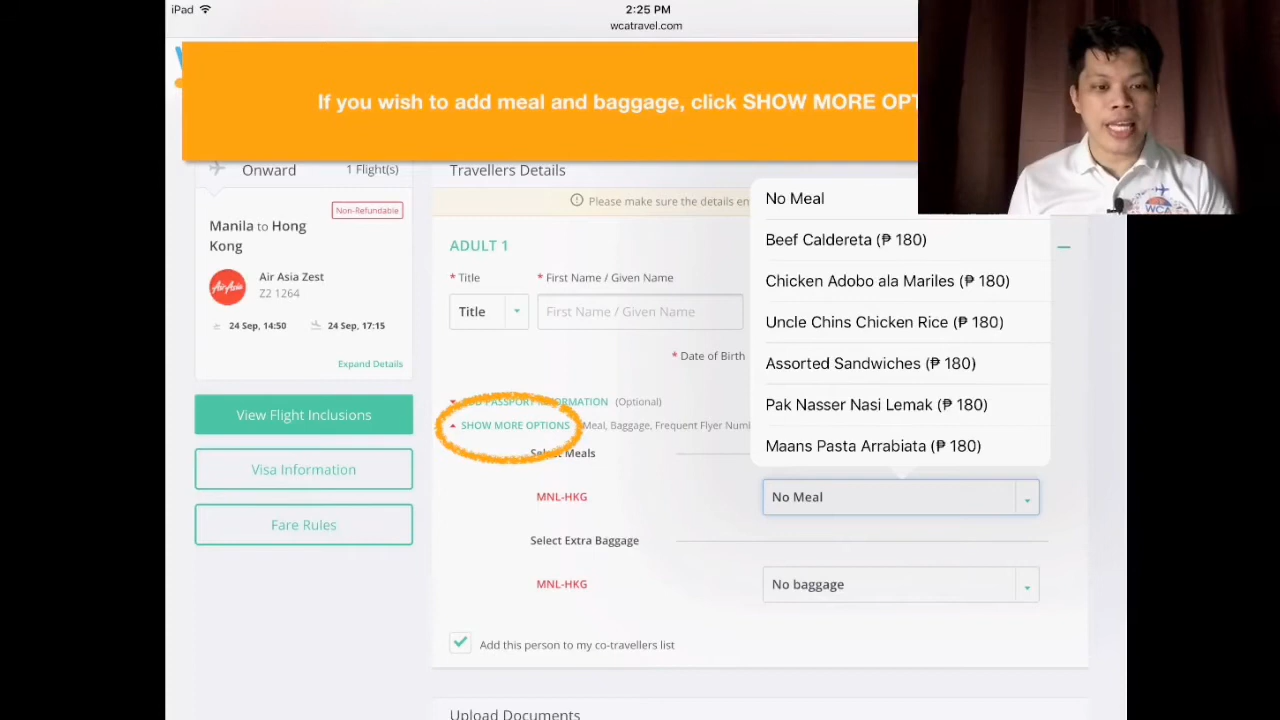 iPad
2:25 PM
wcatravel.com
If you wish to add meal and baggage, click SHOW MORE
Onward
1 Flight(s)
Non-Refundable
Manila to Hong
Kong
AirAsia
Air Asia Zest
Z2 1264
24 Sep, 14:50
24 Sep, 17:15
Expand Details
View Flight Inclusions
Visa Information
Fare Rules
Travellers Details
Please make sure the details
ADULT 1
* Title
* First Name / Given Name
Title
First Name / Given Name
* Date of Birth
PASSPORT INFORMATION (Optional)
SHOW MORE OPTIONS
Meal, Baggage, Frequent Flyer
Select Meals
No Meal
Beef Caldereta (₱ 180)
Chicken Adobo ala Mariles (₱ 180)
Uncle Chins Chicken Rice (₱ 180)
Assorted Sandwiches (₱ 180)
Pak Nasser Nasi Lemak (₱ 180)
Maans Pasta Arrabiata (₱ 180)
MNL-HKG
No Meal
Select Extra Baggage
MNL-HKG
No baggage
Add this person to my co-travellers list
Upload Documents
WCA